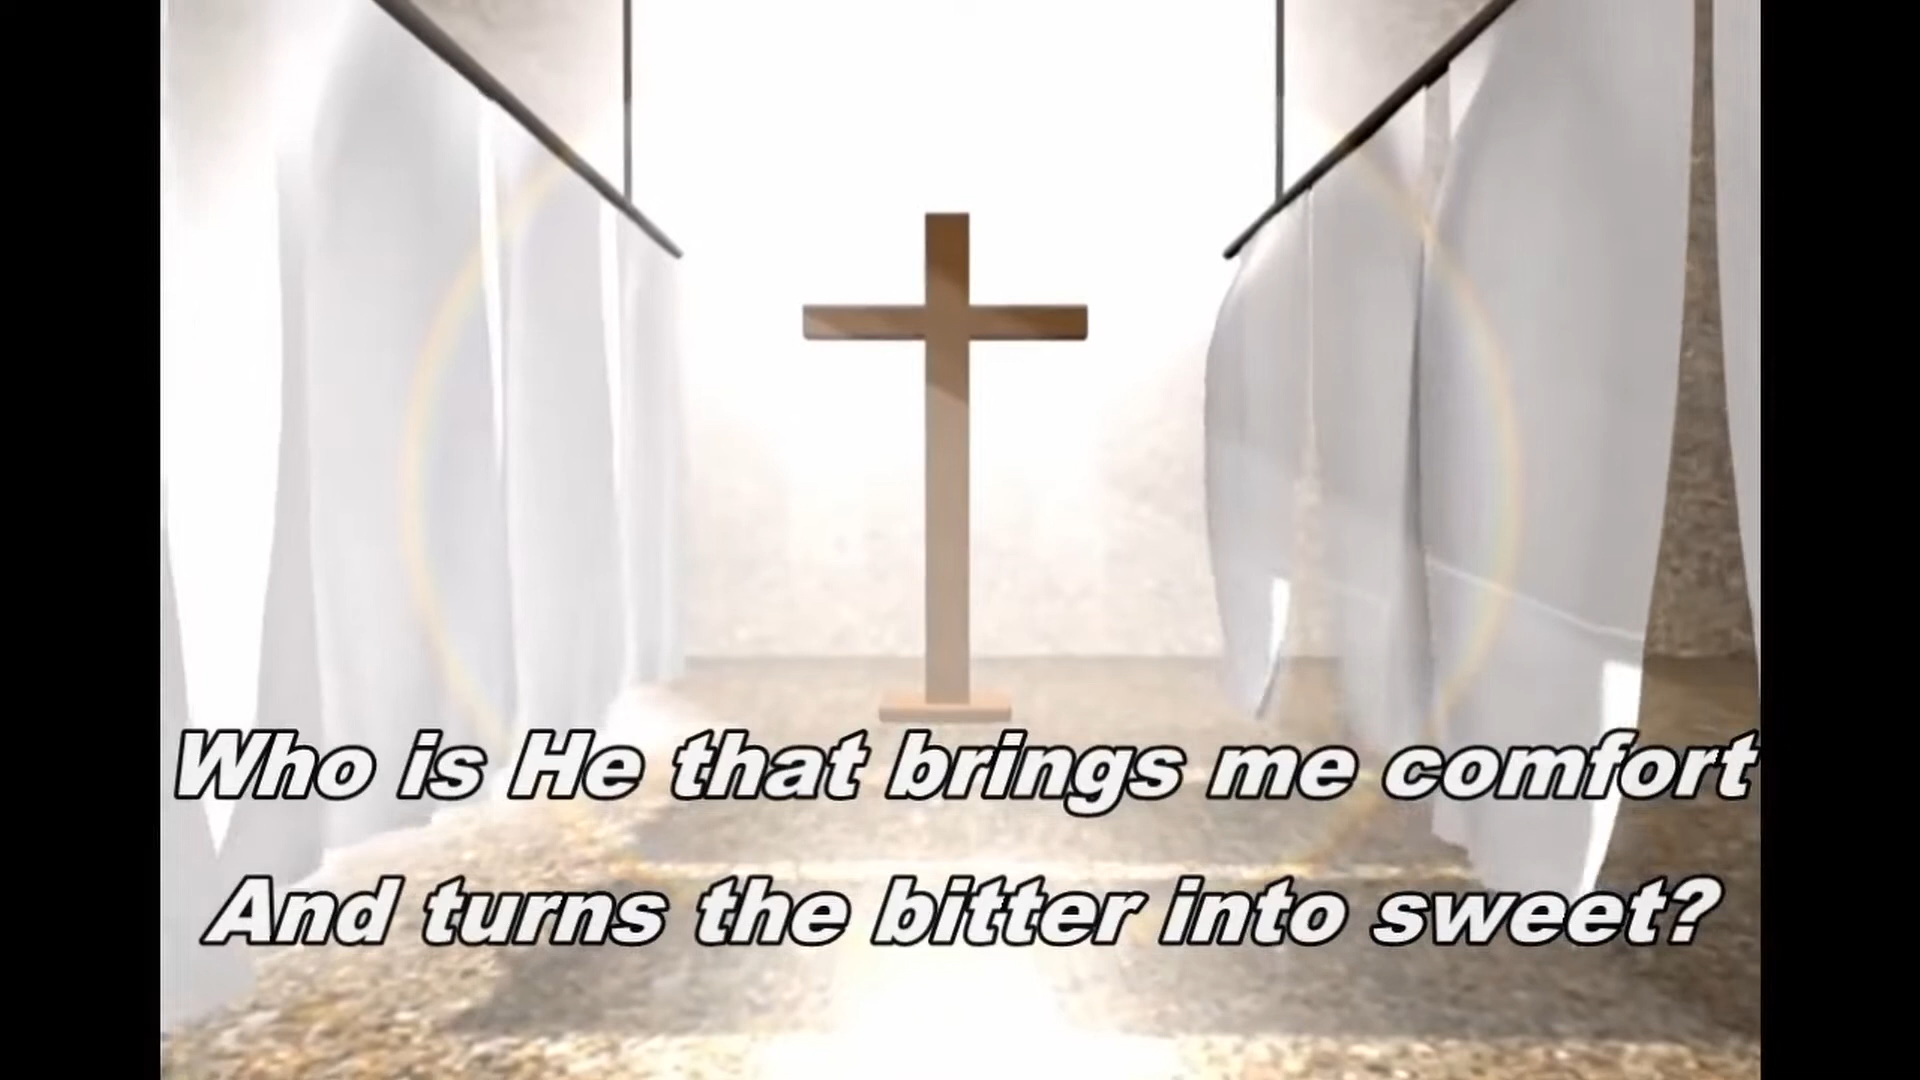 Who is He that brings me comfort
And turns the bitter into sweet?